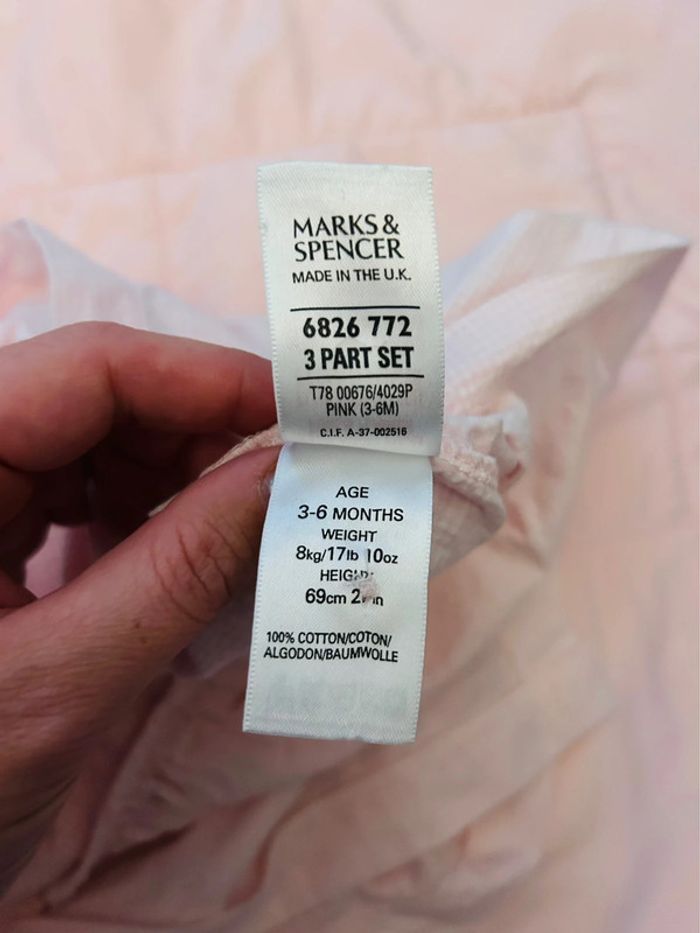 MARKS &
SPENCER
MADE IN THE U.K.
6826 772
3 PART SET
T78 00676/4029P
PINK (3-6M)
C.I.F. A-37-002516
AGE
3-6 MONTHS
WEIGHT
8kg/17lb 10oz
HEIGHT
69cm
100% COTTON/COTON/
ALGODON/BAUMWOLLE